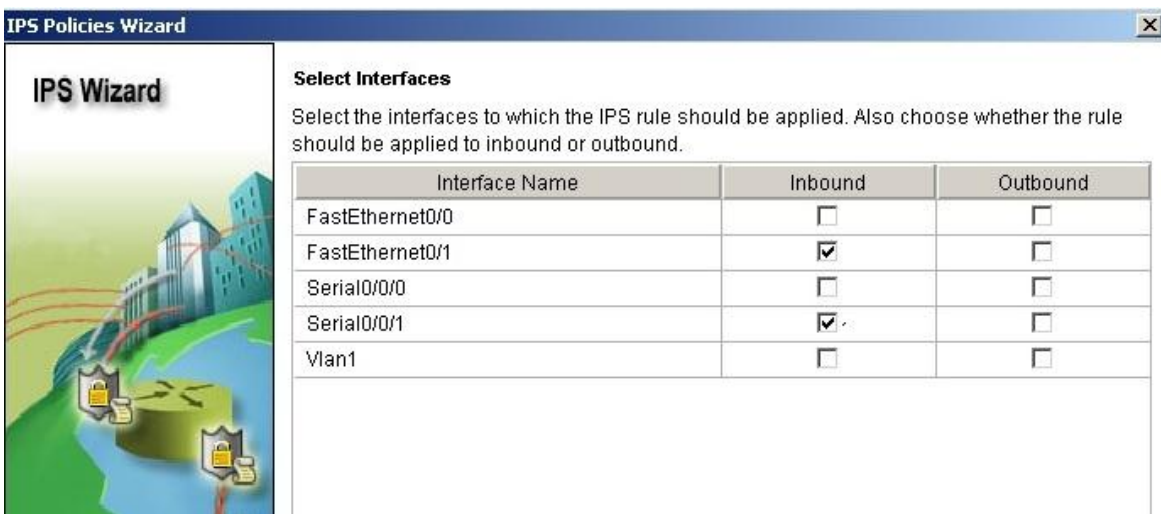 IPS Policies Wizard
IPS Wizard
Select Interfaces
Select the interfaces to which the IPS rule should be applied. Also choose whether the rule
should be applied to inbound or outbound.
Interface Name Inbound Outbound
FastEthernet0/0
FastEthernet0/1
Serial0/0/0
Serial0/0/1
Vlan1